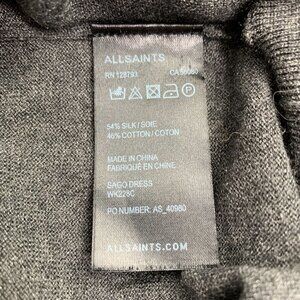 ALLSAINTS
RN 128793
54% SILK/SOIE
46% COTTON/COTON
MADE IN CHINA
FABRIQUÉ EN CHINE
SAGO DRESS
WK228C
PO NUMBER: AS_40980
ALLSAINTS.COM